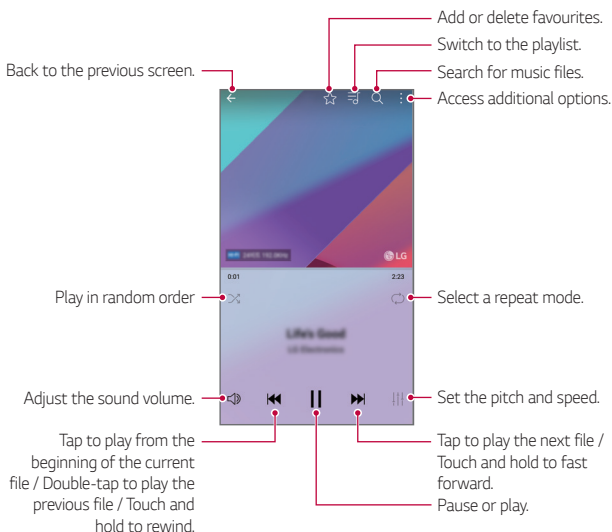 Add or delete favourites.
Switch to the playlist.
Back to the previous screen.
Search for music files.
Access additional options.
LG
0:01
2:23
Play in random order
Select a repeat mode.
Life's Good
LG Electronics
Adjust the sound volume.
Set the pitch and speed.
Tap to play from the
beginning of the current
file / Double-tap to play the
previous file / Touch and
hold to rewind.
Tap to play the next file /
Touch and hold to fast
forward.
Pause or play.